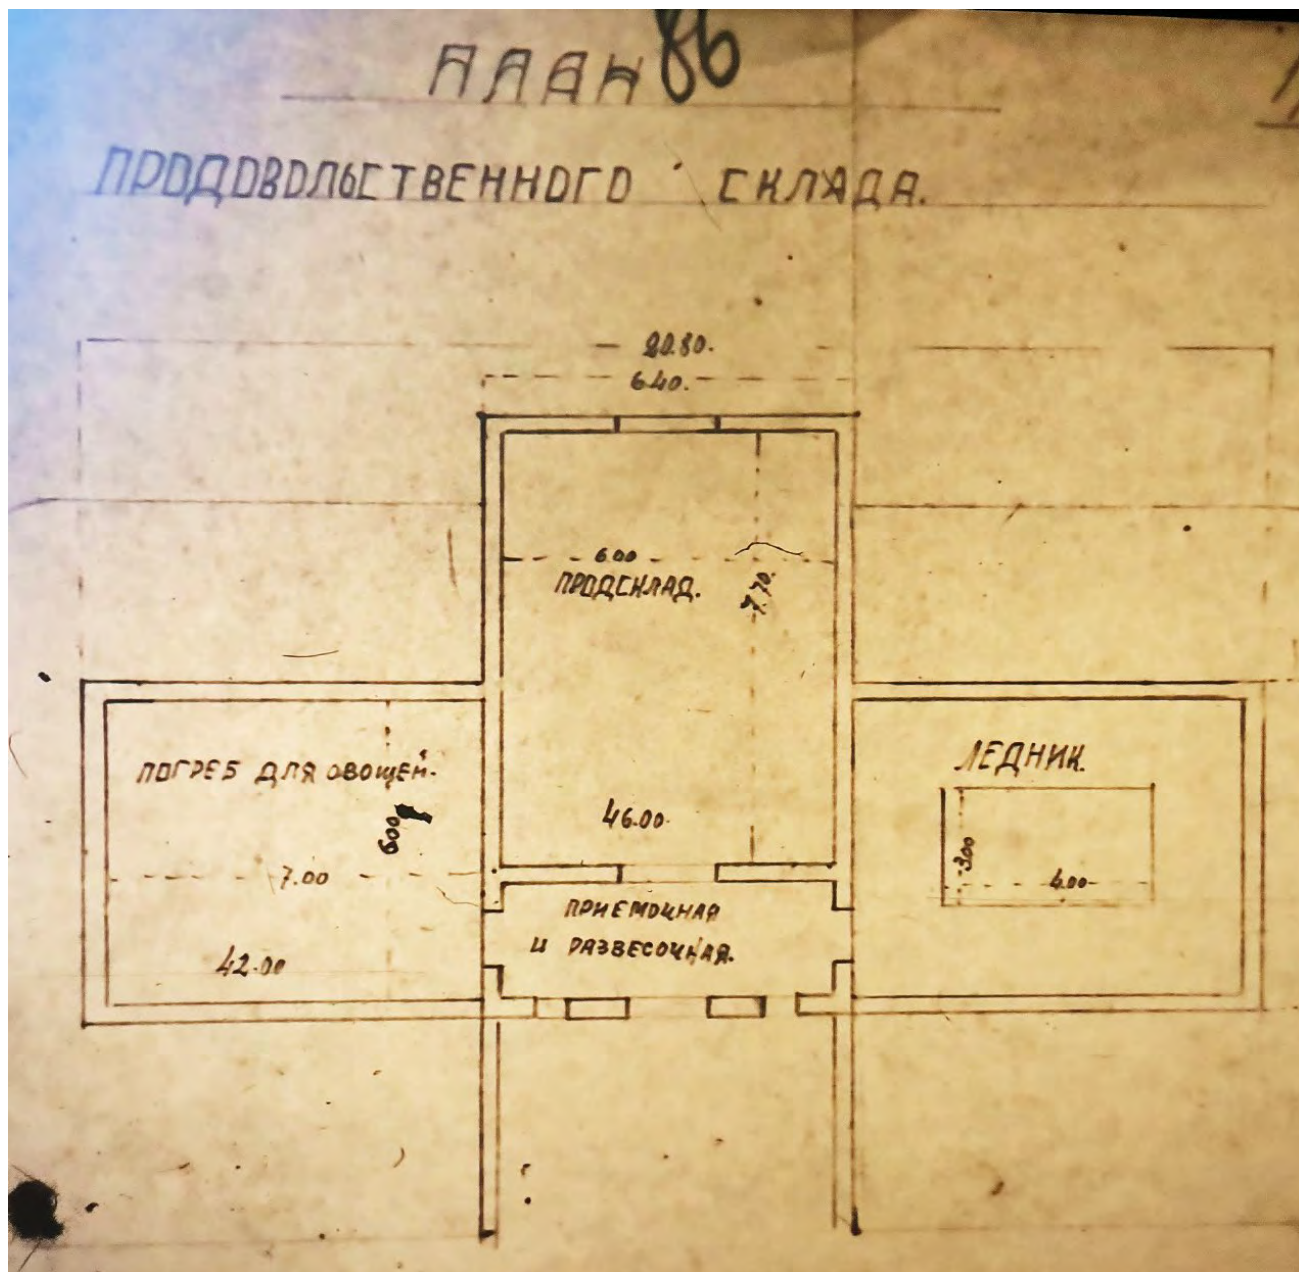 ПЛАН 86
ПРОДОВОЛЬСТВЕННОГО СКЛАДА.
20.80.
6.40.
6.00
ПРОДСКЛАД.
7.70.
ПОГРЕБ ДЛЯ ОВОЩЕЙ.
6.00
7.00
42.00
46.00
ЛЕДНИК.
3.00
4.00
ПРИЕМОЧНАЯ
И РАЗВЕСОЧНАЯ.